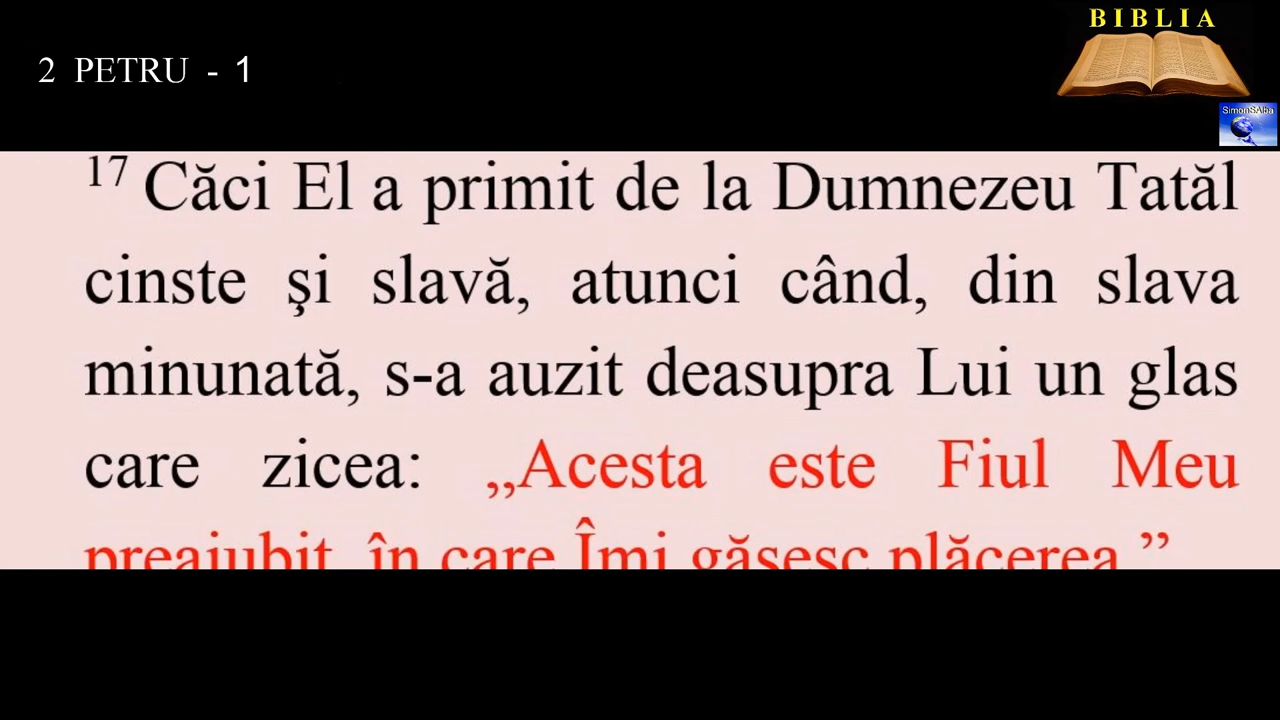 BIBLIA
2 PETRU - 1
SimonSAlba
17 Căci El a primit de la Dumnezeu Tatăl
cinste şi slavă, atunci când, din slava
minunată, s-a auzit deasupra Lui un glas
care zicea: „Acesta este Fiul Meu
preaiubit, în care Îmi găsesc plăcerea.”